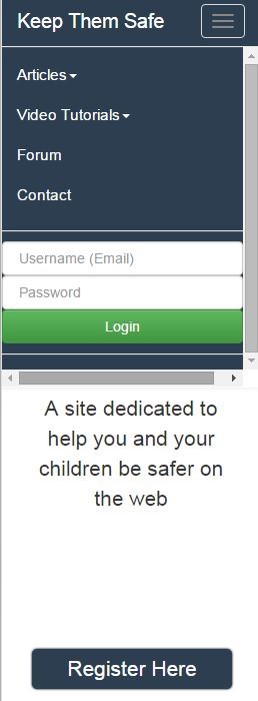 Keep Them Safe
Articles
Video Tutorials
Forum
Contact
Username (Email)
Password
Login
A site dedicated to
help you and your
children be safer on
the web
Register Here